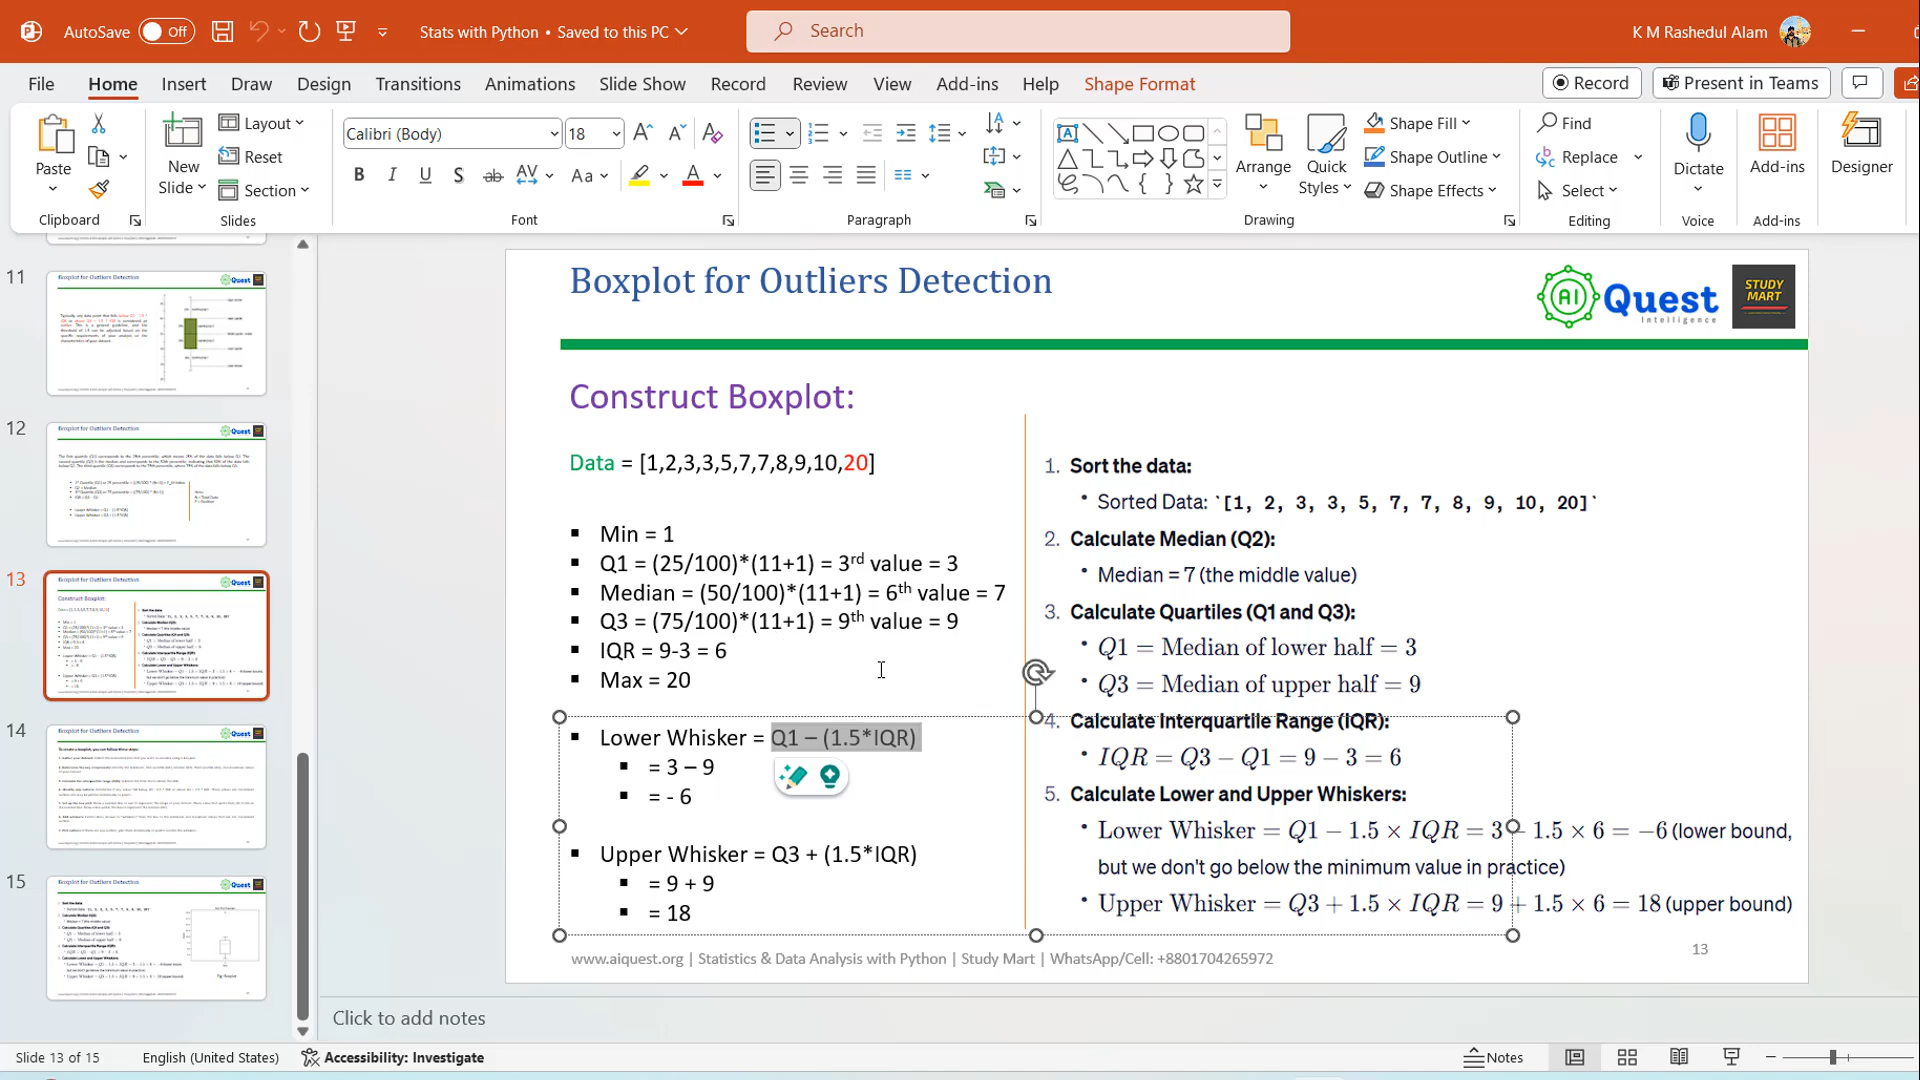 AutoSave Off
Stats with Python • Saved to this PC
Search
K M Rashedul Alam
File Home Insert Draw Design Transitions Animations Slide Show Record Review View Add-ins Help Shape Format
Record Present in Teams
Paste
Clipboard
New Slide
Layout
Reset
Section
Slides
Calibri (Body) 18
Font
Paragraph
Arrange
Quick Styles
Shape Fill
Shape Outline
Shape Effects
Drawing
Find
Replace
Select
Editing
Dictate
Voice
Add-ins
Add-ins
Designer
11
12
13
14
15
Boxplot for Outliers Detection
AI Quest Intelligence
STUDY MART
Construct Boxplot:
Data = [1,2,3,3,5,7,7,8,9,10,20]
▪ Min = 1
▪ Q1 = (25/100)*(11+1) = 3rd value = 3
▪ Median = (50/100)*(11+1) = 6th value = 7
▪ Q3 = (75/100)*(11+1) = 9th value = 9
▪ IQR = 9-3 = 6
▪ Max = 20
▪ Lower Whisker = Q1 – (1.5*IQR)
▪ = 3 – 9
▪ = - 6
▪ Upper Whisker = Q3 + (1.5*IQR)
▪ = 9 + 9
▪ = 18
1. Sort the data:
• Sorted Data: `[1, 2, 3, 3, 5, 7, 7, 8, 9, 10, 20]`
2. Calculate Median (Q2):
• Median = 7 (the middle value)
3. Calculate Quartiles (Q1 and Q3):
• Q1 = Median of lower half = 3
• Q3 = Median of upper half = 9
4. Calculate Interquartile Range (IQR):
• IQR = Q3 − Q1 = 9 − 3 = 6
5. Calculate Lower and Upper Whiskers:
• Lower Whisker = Q1 − 1.5 × IQR = 3 − 1.5 × 6 = −6 (lower bound,
but we don't go below the minimum value in practice)
• Upper Whisker = Q3 + 1.5 × IQR = 9 + 1.5 × 6 = 18 (upper bound)
www.aiquest.org | Statistics & Data Analysis with Python | Study Mart | WhatsApp/Cell: +8801704265972
13
Click to add notes
Slide 13 of 15 English (United States) Accessibility: Investigate Notes